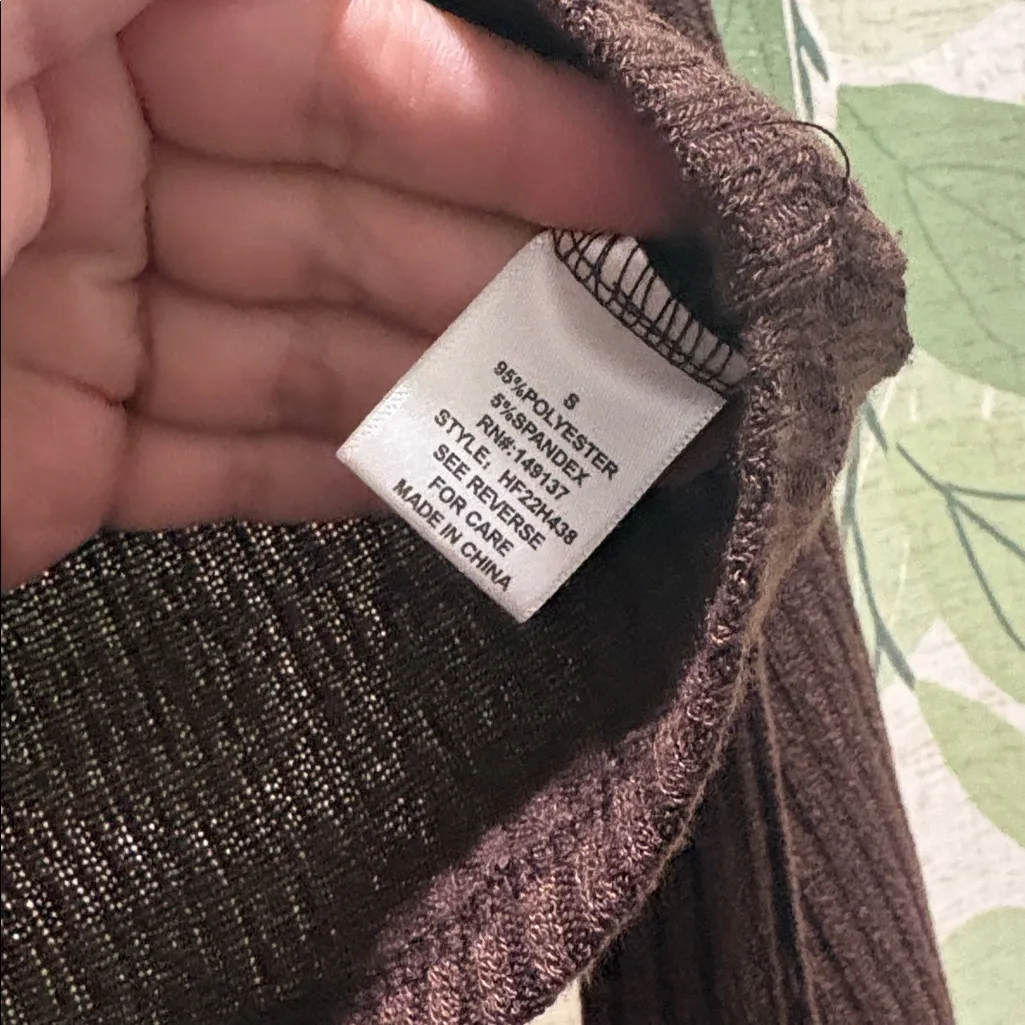 S
95%POLYESTER
5%SPANDEX
RN#:149137
STYLE: HF22H438
SEE REVERSE
FOR CARE
MADE IN CHINA